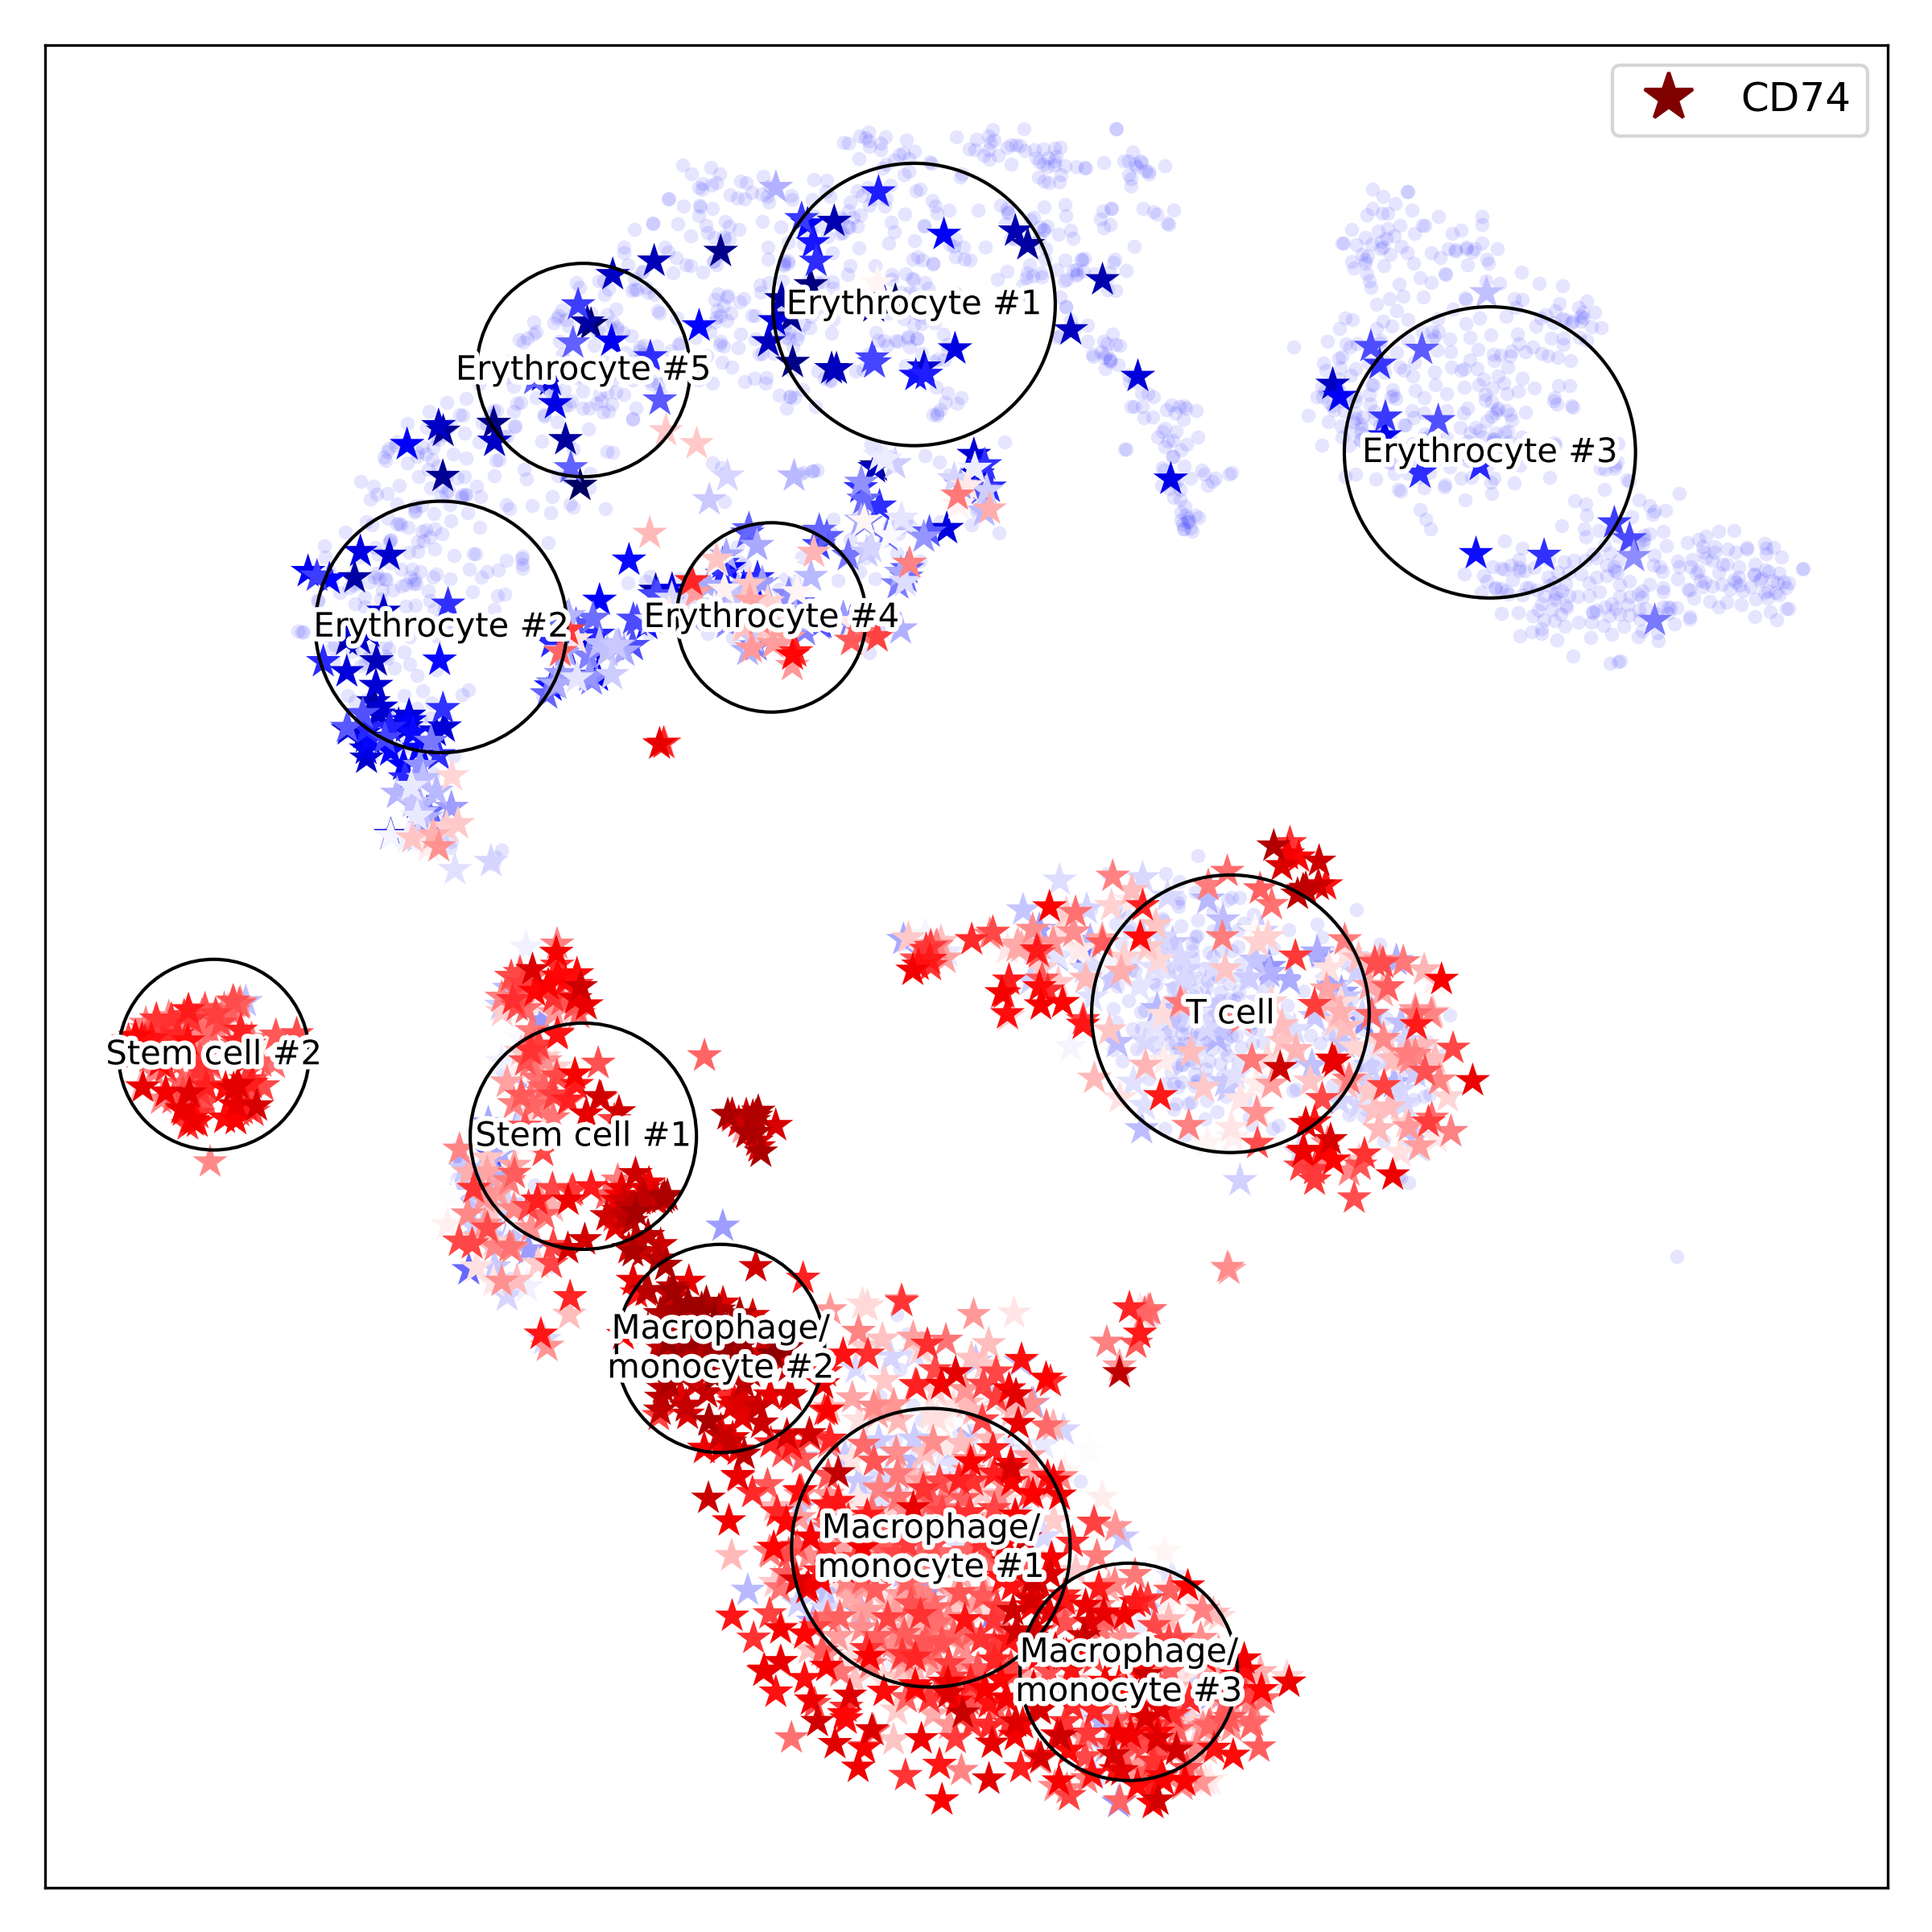 CD74
Erythrocyte #1
Erythrocyte #5
Erythrocyte #3
Erythrocyte #4
Erythrocyte #2
T cell
Stem cell #2
Stem cell #1
Macrophage/
monocyte #2
Macrophage/
monocyte #1
Macrophage/
monocyte #3